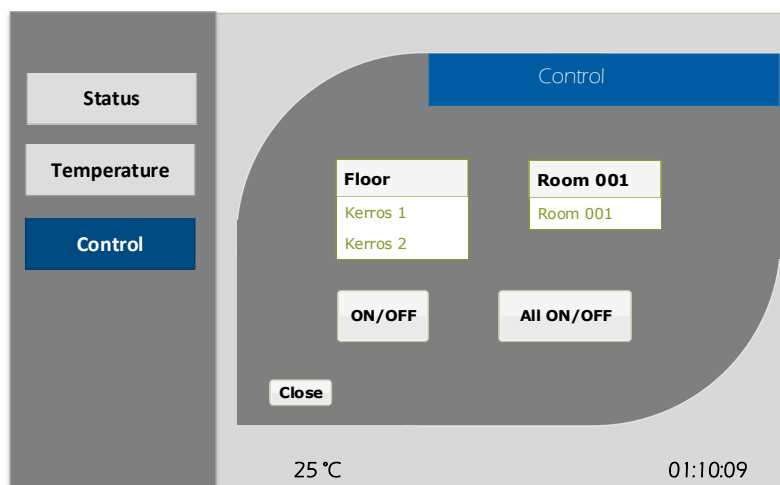 Status
Temperature
Control
Control
Floor
Kerros 1
Kerros 2
Room 001
Room 001
ON/OFF
All ON/OFF
Close
25 °C
01:10:09